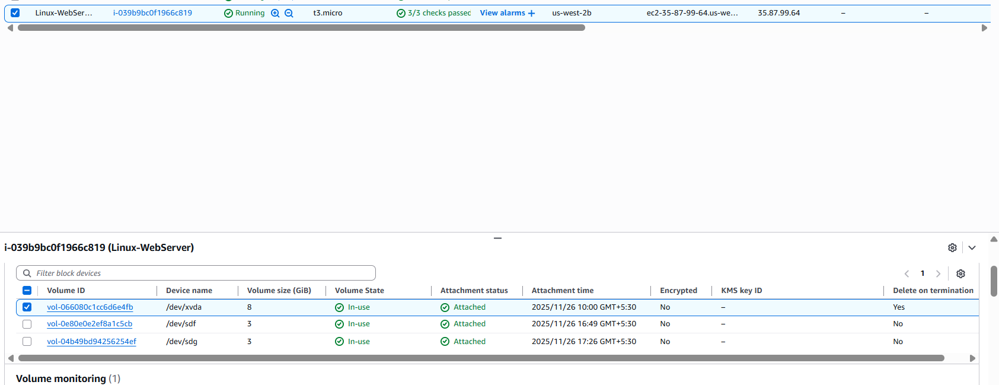 Linux-WebSer... i-039b9bc0f1966c819 Running t3.micro 3/3 checks passed View alarms + us-west-2b ec2-35-87-99-64.us-we... 35.87.99.64 – –
i-039b9bc0f1966c819 (Linux-WebServer)
Filter block devices 1
Volume ID Device name Volume size (GiB) Volume State Attachment status Attachment time Encrypted KMS key ID Delete on termination
vol-066080c1cc6d6e4fb /dev/xvda 8 In-use Attached 2025/11/26 10:00 GMT+5:30 No – Yes
vol-0e80e0e2ef8a1c5cb /dev/sdf 3 In-use Attached 2025/11/26 16:49 GMT+5:30 No – No
vol-04b49bd94256254ef /dev/sdg 3 In-use Attached 2025/11/26 17:26 GMT+5:30 No – No
Volume monitoring (1)